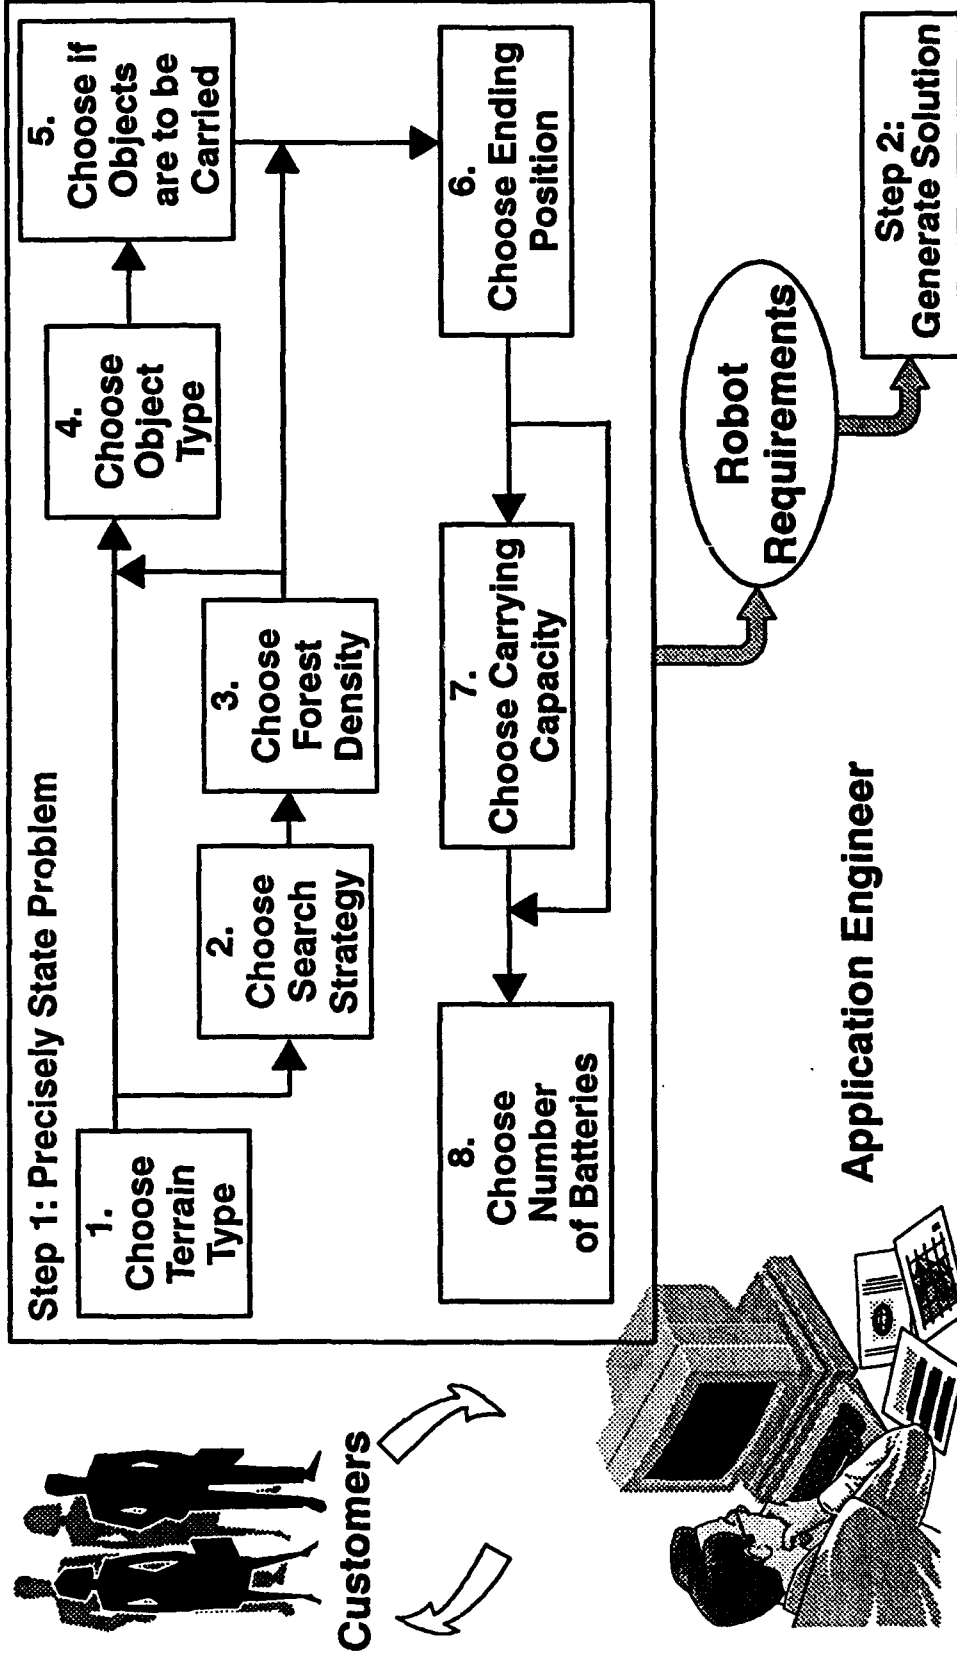 Step 1: Precisely State Problem
1.
Choose
Terrain
Type
2.
Choose
Search
Strategy
3.
Choose
Forest
Density
4.
Choose
Object
Type
5.
Choose if
Objects
are to be
Carried
6.
Choose Ending
Position
7.
Choose Carrying
Capacity
8.
Choose
Number
of Batteries
Customers
Application Engineer
Robot
Requirements
Step 2:
Generate Solution